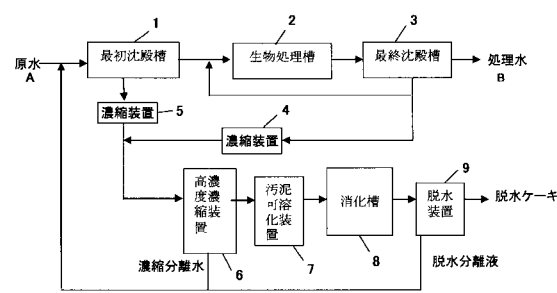 1
2
3
原水
A
最初沈殿槽
生物処理槽
最終沈殿槽
処理水
B
5
濃縮装置
4
濃縮装置
9
高濃
度濃
縮装
置
汚泥
可溶
化装
置
消化槽
脱水
装置
脱水ケーキ
濃縮分離水
6
7
8
脱水分離液